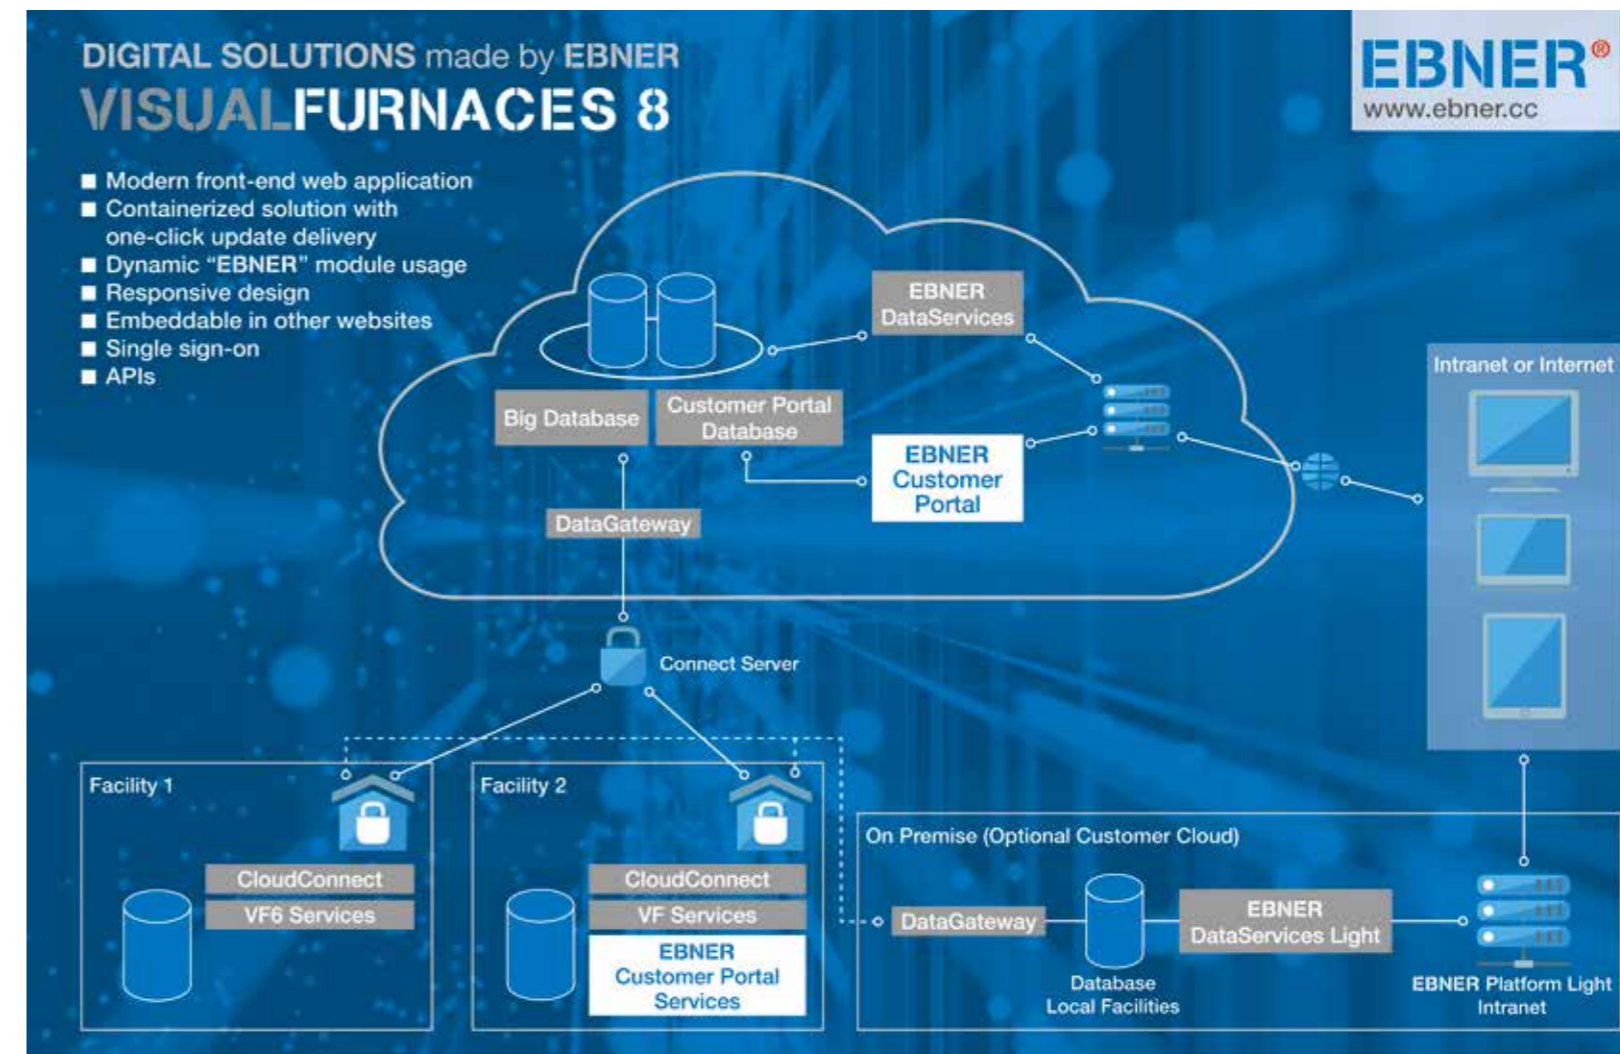 DIGITAL SOLUTIONS made by EBNER
VISUALFURNACES 8
EBNER®
www.ebner.cc
Modern front-end web application
Containerized solution with
one-click update delivery
Dynamic “EBNER” module usage
Responsive design
Embeddable in other websites
Single sign-on
APIs
EBNER
DataServices
Big Database
Customer Portal
Database
EBNER
Customer
Portal
DataGateway
Intranet or Internet
Connect Server
Facility 1
CloudConnect
VF6 Services
Facility 2
CloudConnect
VF Services
EBNER
Customer Portal
Services
On Premise (Optional Customer Cloud)
DataGateway
Database
Local Facilities
EBNER
DataServices Light
EBNER Platform Light
Intranet